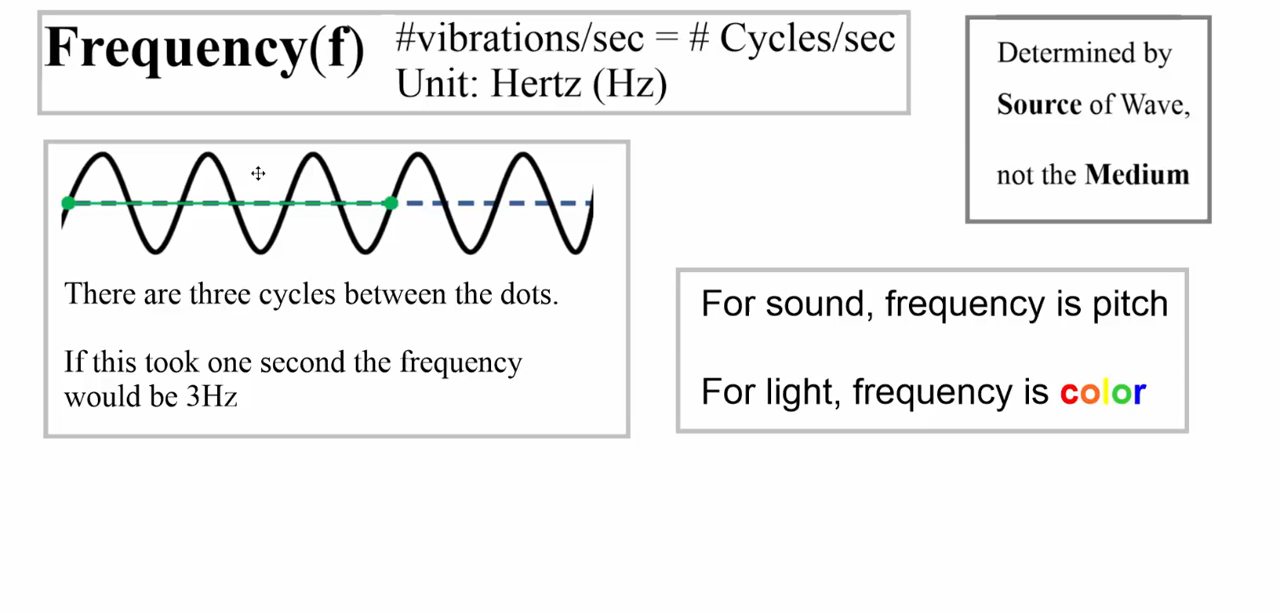 Frequency(f)
#vibrations/sec = # Cycles/sec
Unit: Hertz (Hz)
Determined by
Source of Wave,
not the Medium
There are three cycles between the dots.
If this took one second the frequency
would be 3Hz
For sound, frequency is pitch
For light, frequency is color